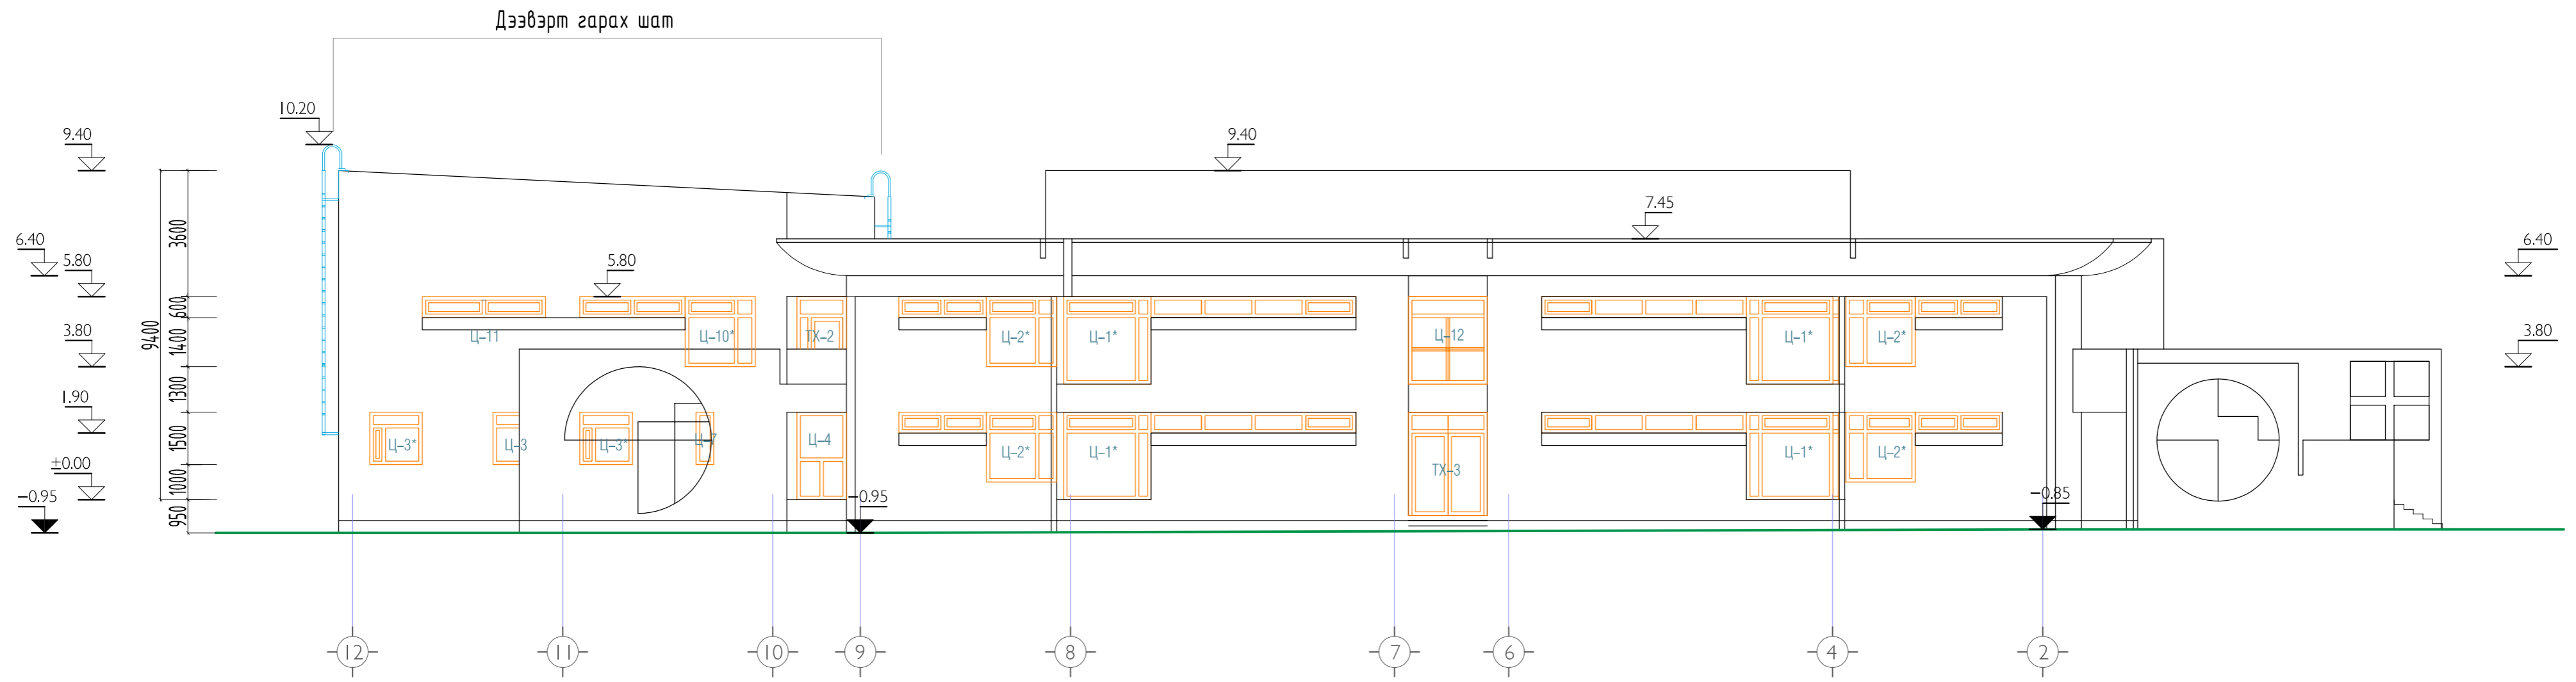 Дээвэрт гарах шат
10.20
9.40
9.40
7.45
6.40
5.80
5.80
6.40
3.80
3.80
1.90
±0.00
−0.95
−0.95
−0.85
9400
3600
600
1400
1300
1500
1000
950
Ц–11
Ц–10*
ТХ–2
Ц–2*
Ц–1*
Ц–12
Ц–1*
Ц–2*
Ц–3*
Ц–3
Ц–3*
Ц–7
Ц–4
Ц–2*
Ц–1*
ТХ–3
Ц–1*
Ц–2*
12
11
10
9
8
7
6
4
2